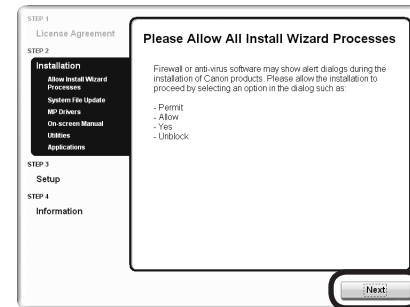 STEP 1
License Agreement
STEP 2
Installation
Allow Install Wizard
Processes
System File Update
MP Drivers
On-screen Manual
Utilities
Applications
STEP 3
Setup
STEP 4
Information
Please Allow All Install Wizard Processes
Firewall or anti-virus software may show alert dialogs during the
installation of Canon products. Please allow the installation to
proceed by selecting an option in the dialog such as:
- Permit
- Allow
- Yes
- Unblock
Next